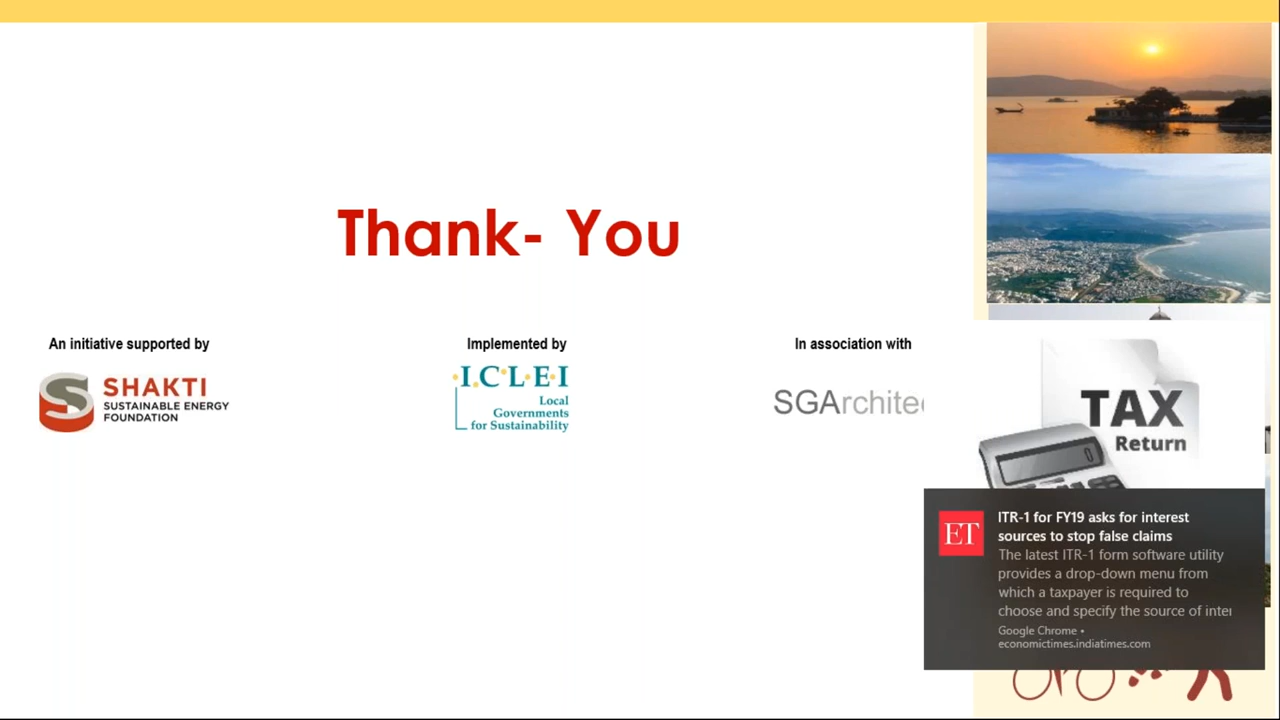 Thank- You
An initiative supported by
SHAKTI
SUSTAINABLE ENERGY
FOUNDATION
Implemented by
I.C.L.E.I
Local
Governments
for Sustainability
In association with
SGArchite
TAX
Return
0
ET
ITR-1 for FY19 asks for interest
sources to stop false claims
The latest ITR-1 form software utility
provides a drop-down menu from
which a taxpayer is required to
choose and specify the source of inter
Google Chrome •
economictimes.indiatimes.com